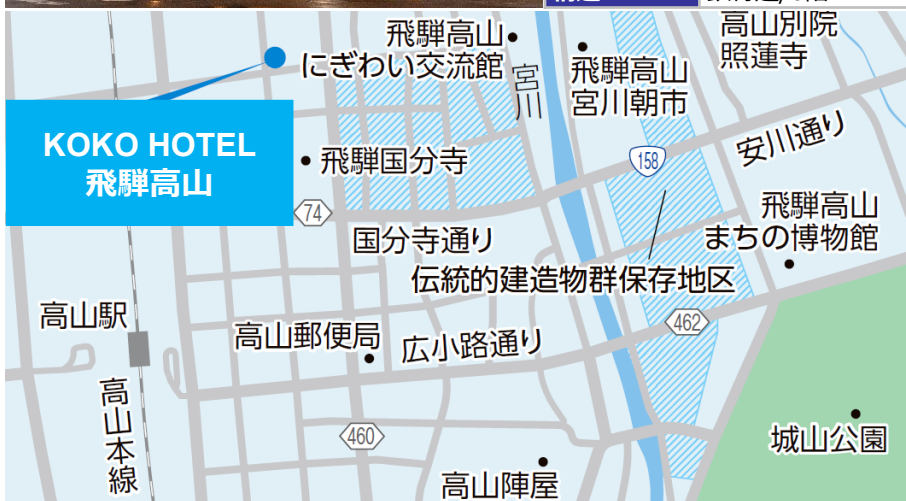 飛騨高山
にぎわい交流館
宮川
飛騨高山
宮川朝市
高山別院
照蓮寺
KOKO HOTEL
飛騨高山
飛騨国分寺
158
安川通り
74
国分寺通り
飛騨高山
まちの博物館
伝統的建造物群保存地区
高山駅
高山郵便局
広小路通り
462
高山本線
460
城山公園
高山陣屋